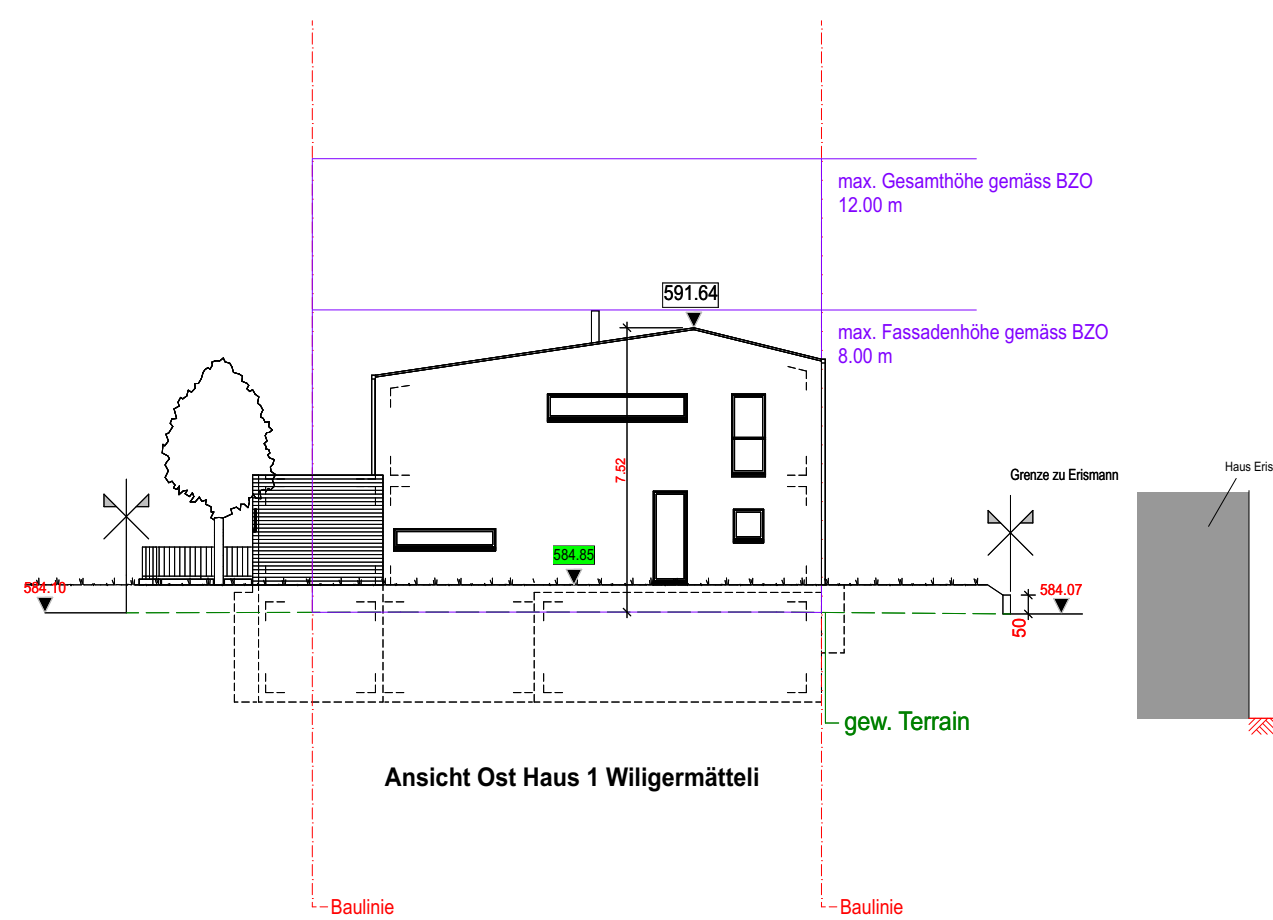 max. Gesamthöhe gemäss BZO
12.00 m
591.64
max. Fassadenhöhe gemäss BZO
8.00 m
7.52
Grenze zu Erismann
Haus Eris
584.85
584.10
584.07
50
gew. Terrain
Ansicht Ost Haus 1 Wiligermätteli
Baulinie
Baulinie